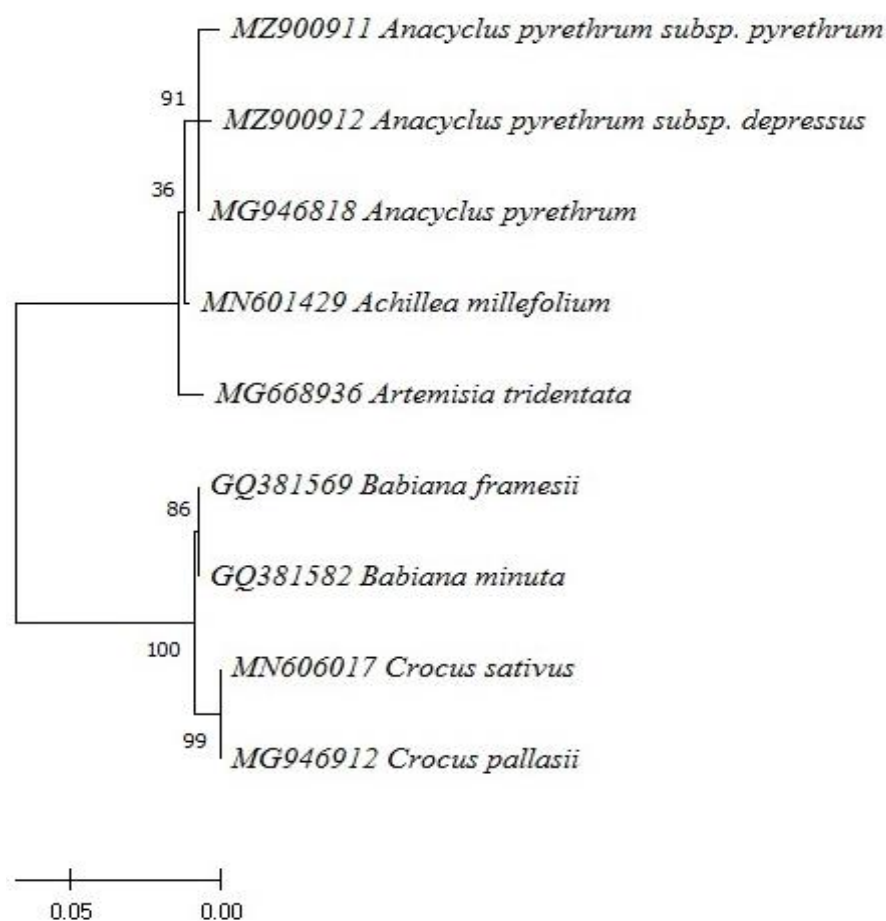 MZ900911 Anacyclus pyrethrum subsp. pyrethrum
91
MZ900912 Anacyclus pyrethrum subsp. depressus
36
MG946818 Anacyclus pyrethrum
MN601429 Achillea millefolium
MG668936 Artemisia tridentata
GQ381569 Babiana framesii
86
GQ381582 Babiana minuta
100
MN606017 Crocus sativus
99
MG946912 Crocus pallasii
0.05 0.00